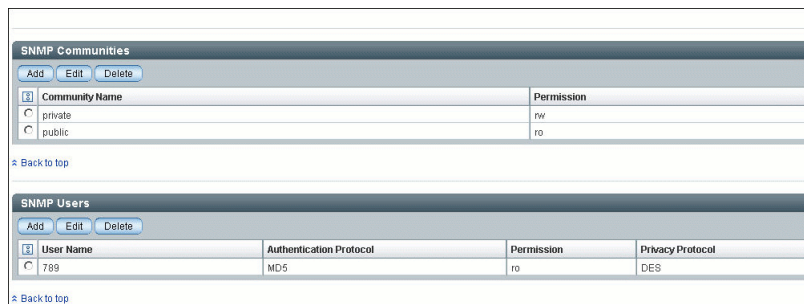 SNMP Communities
Add Edit Delete
Community Name Permission
private rw
public ro
Back to top
SNMP Users
Add Edit Delete
User Name Authentication Protocol Permission Privacy Protocol
789 MD5 ro DES
Back to top